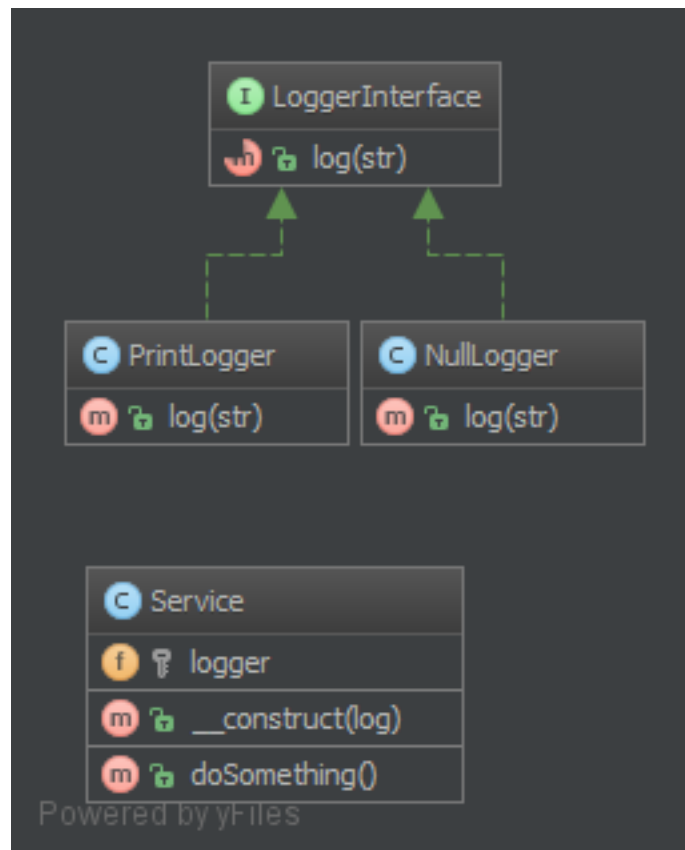 I LoggerInterface
m log(str)
C PrintLogger
m log(str)
C NullLogger
m log(str)
C Service
f logger
m __construct(log)
m doSomething()
Powered by yFiles